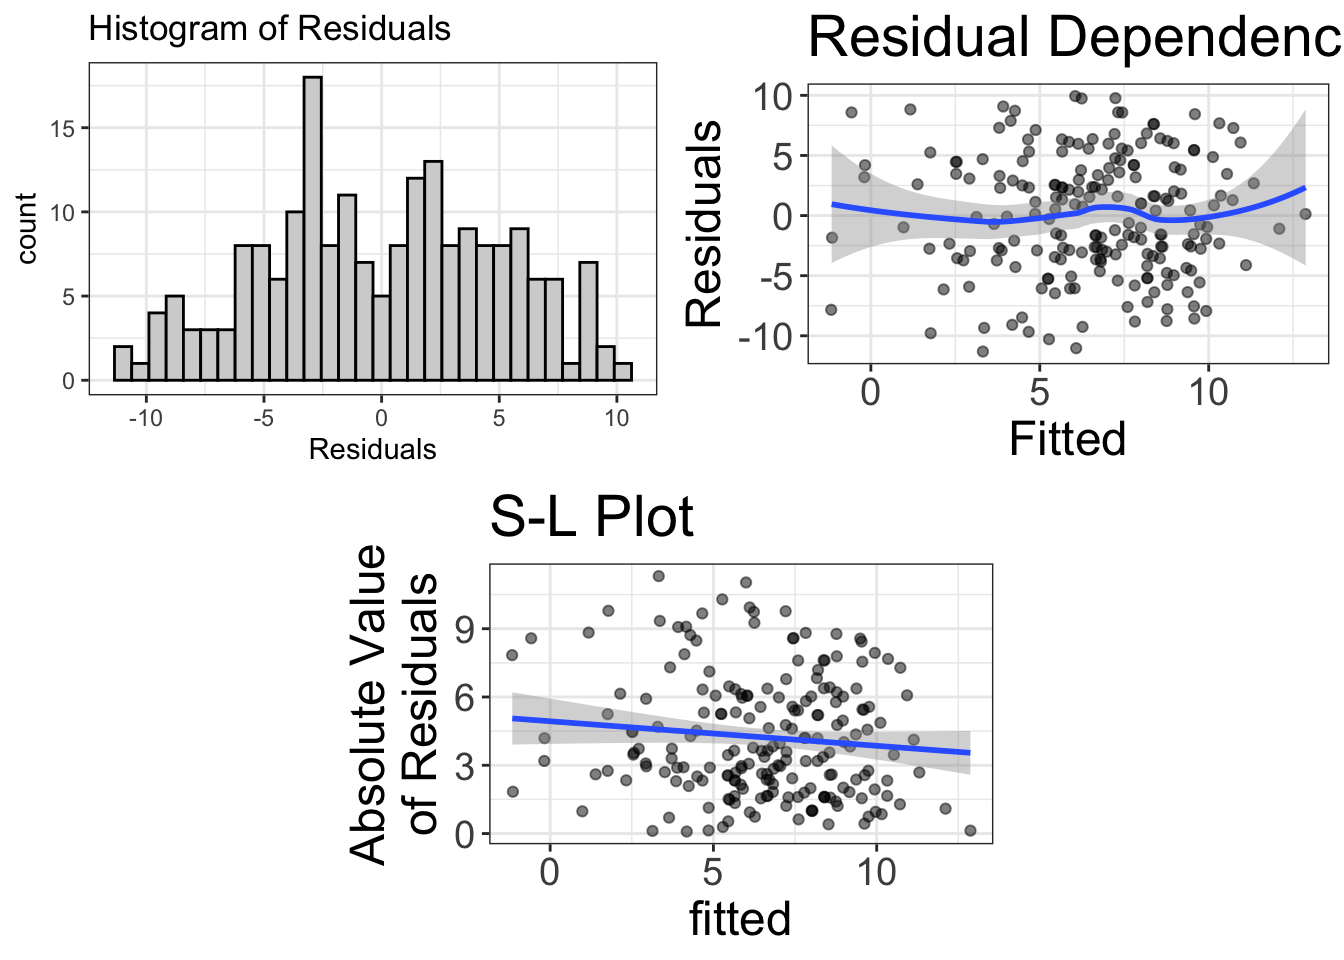 Histogram of Residuals
count
15
10
5
0
-10 -5 0 5 10
Residuals
Residual Dependenc
Residuals
10
5
0
-5
-10
0 5 10
Fitted
S-L Plot
Absolute Value
of Residuals
9
6
3
0
0 5 10
fitted